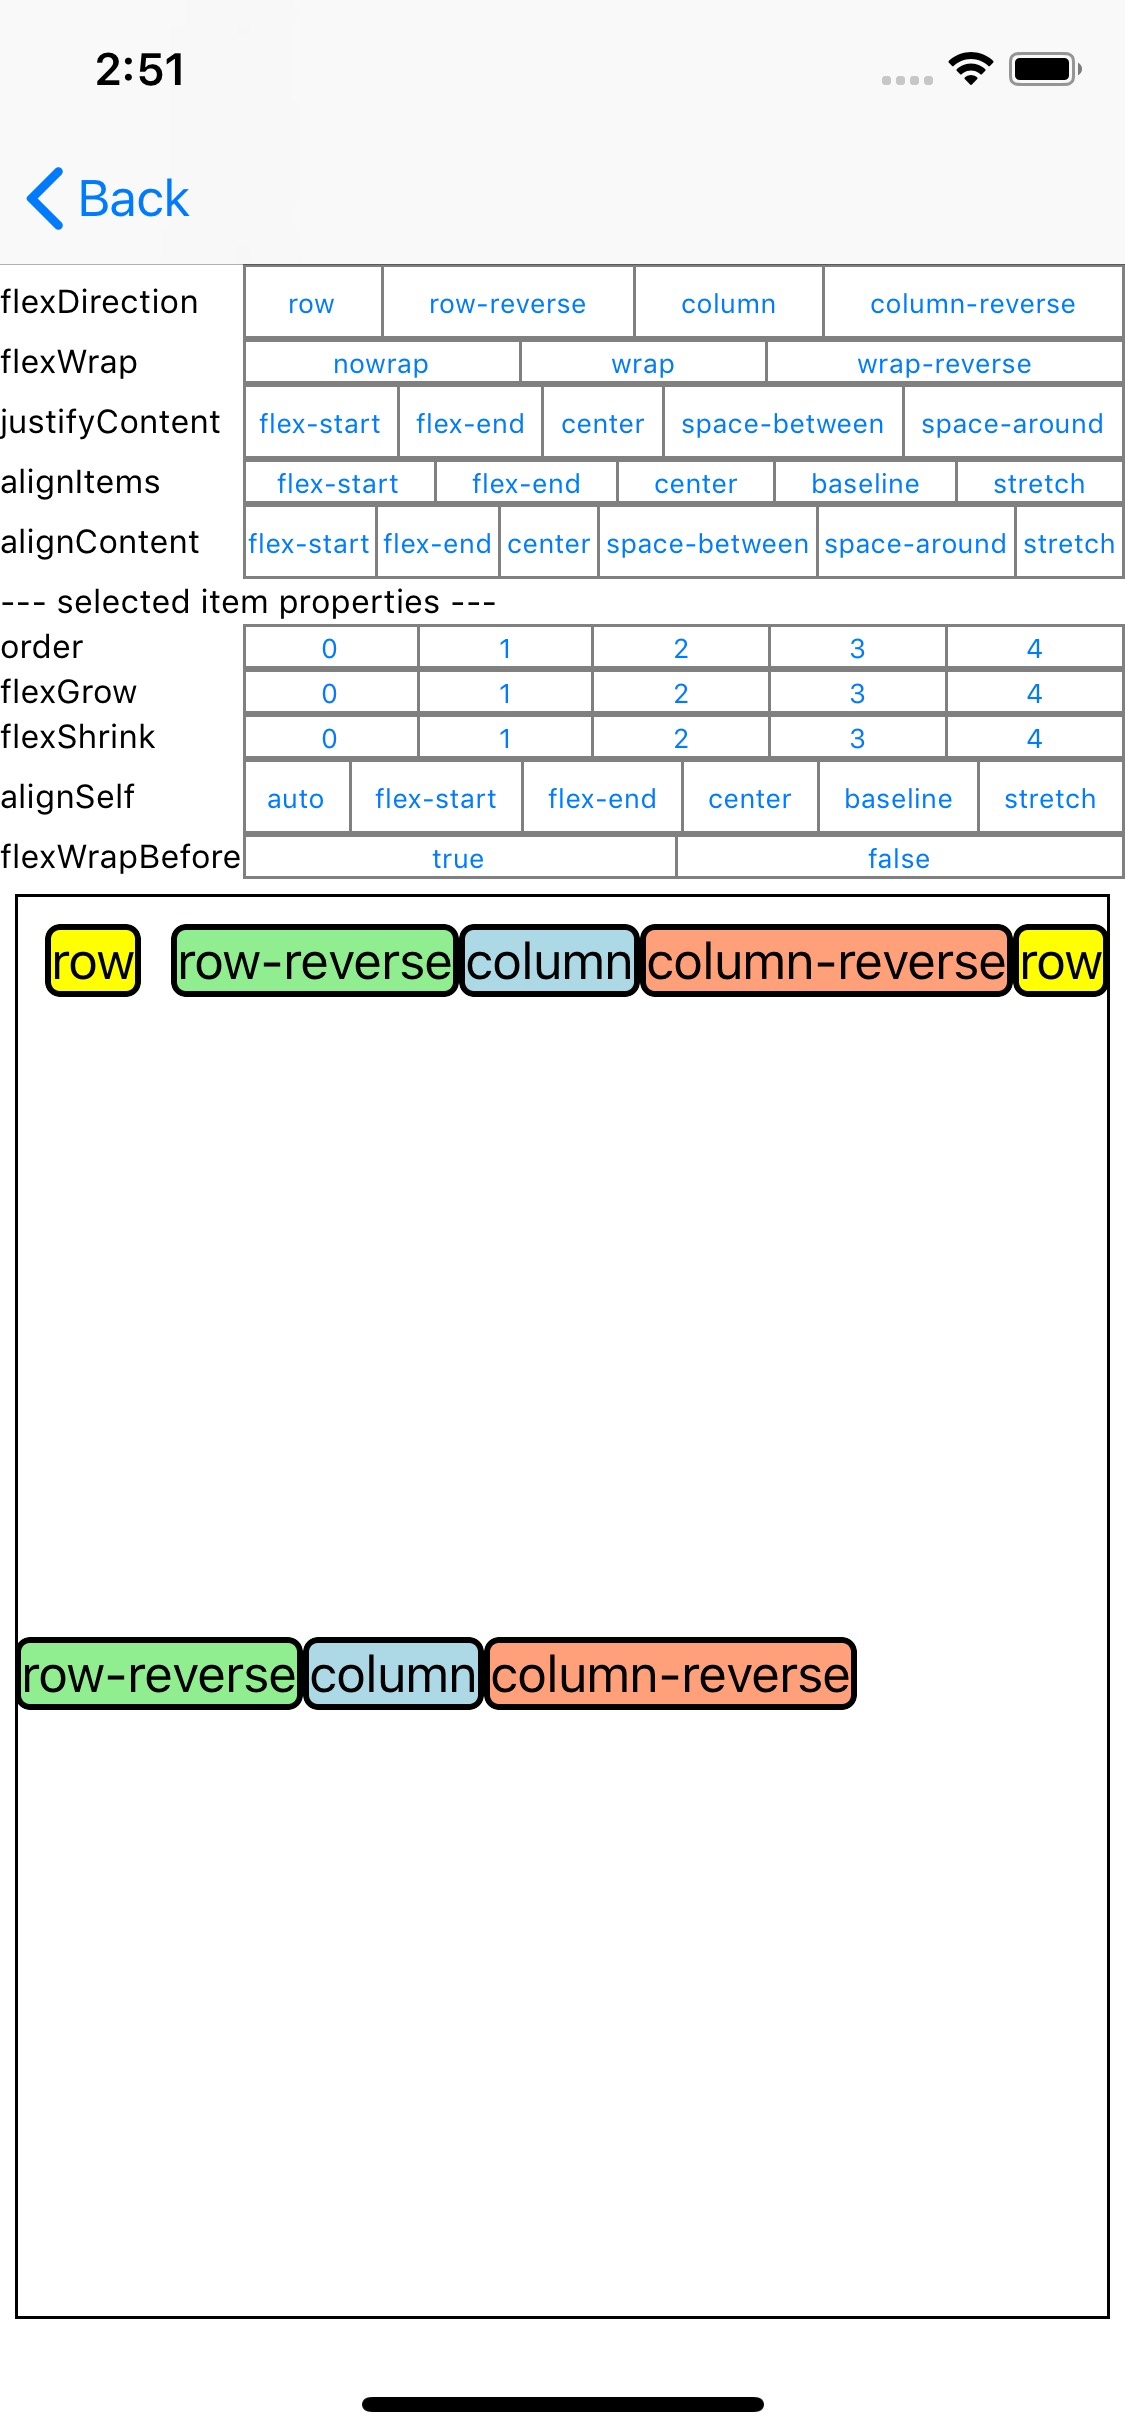 2:51
Back
flexDirection row row-reverse column column-reverse
flexWrap nowrap wrap wrap-reverse
justifyContent flex-start flex-end center space-between space-around
alignItems flex-start flex-end center baseline stretch
alignContent flex-start flex-end center space-between space-around stretch
--- selected item properties ---
order 0 1 2 3 4
flexGrow 0 1 2 3 4
flexShrink 0 1 2 3 4
alignSelf auto flex-start flex-end center baseline stretch
flexWrapBefore true false
row row-reverse column column-reverse row
row-reverse column column-reverse